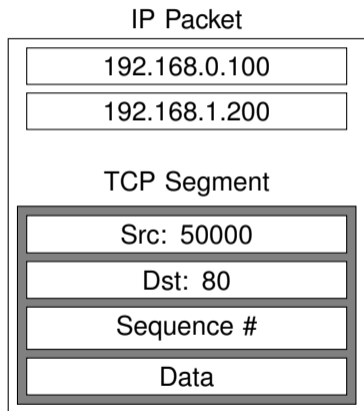 IP Packet
192.168.0.100
192.168.1.200
TCP Segment
Src: 50000
Dst: 80
Sequence #
Data